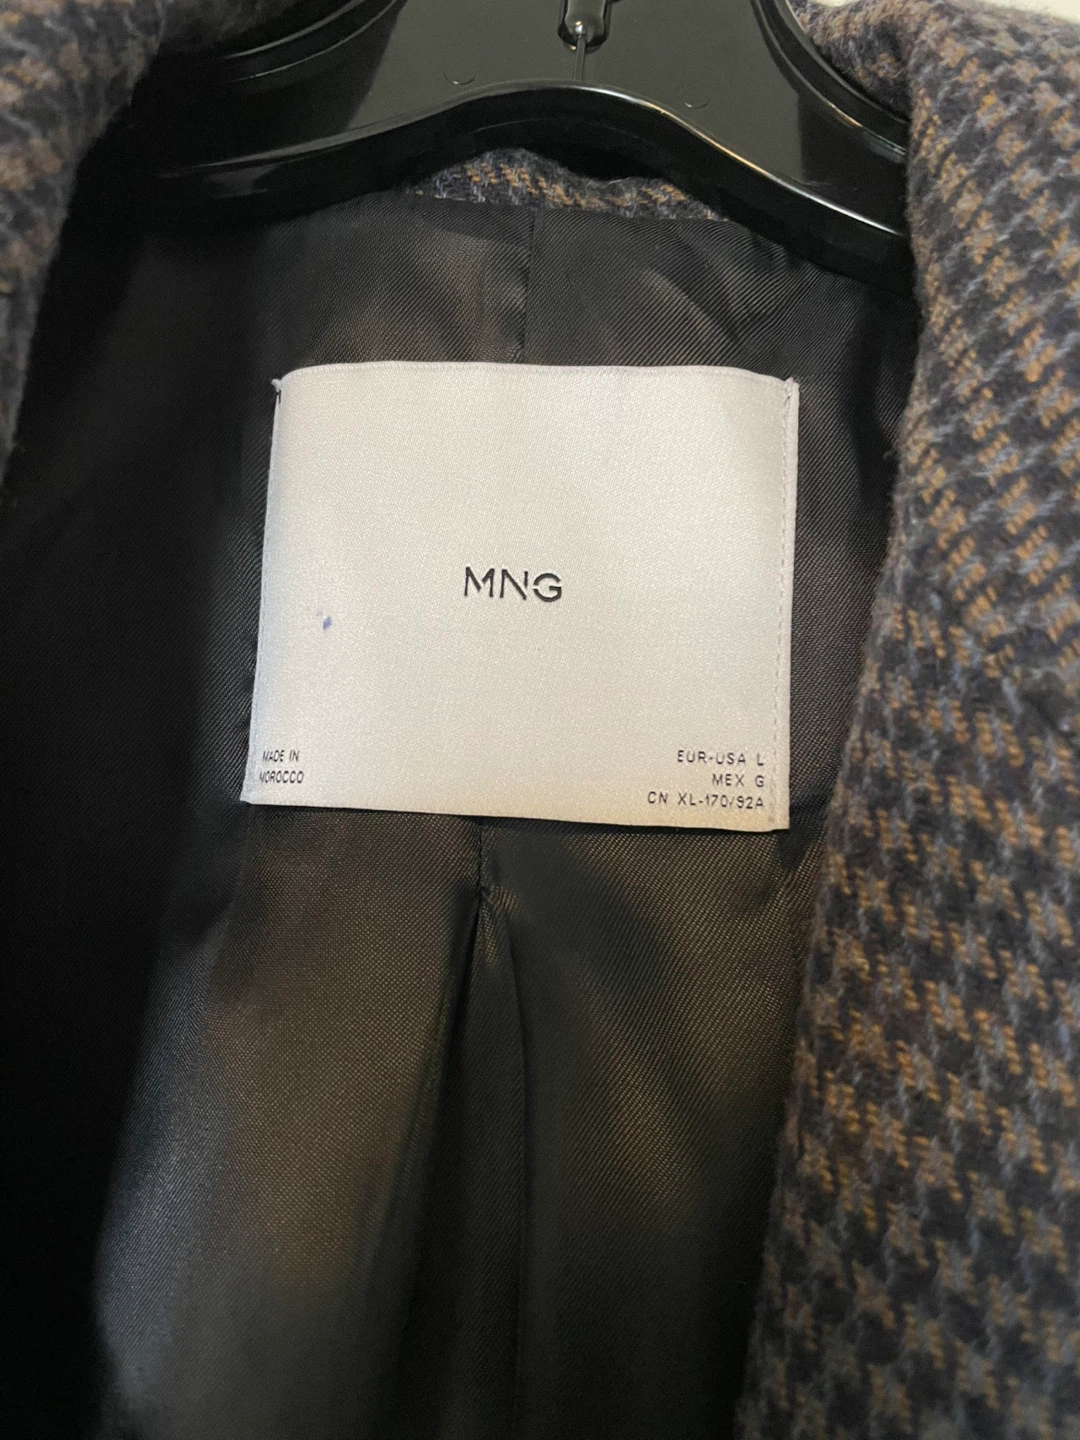 MNG
MADE IN
MOROCCO
EUR-USA L
MEX G
CN XL-170/92A